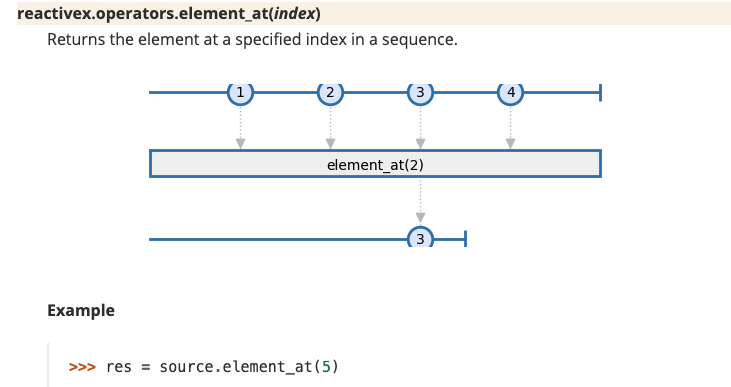 reactivex.operators.element_at(index)
Returns the element at a specified index in a sequence.
1 2 3 4
element_at(2)
3
Example
>>> res = source.element_at(5)